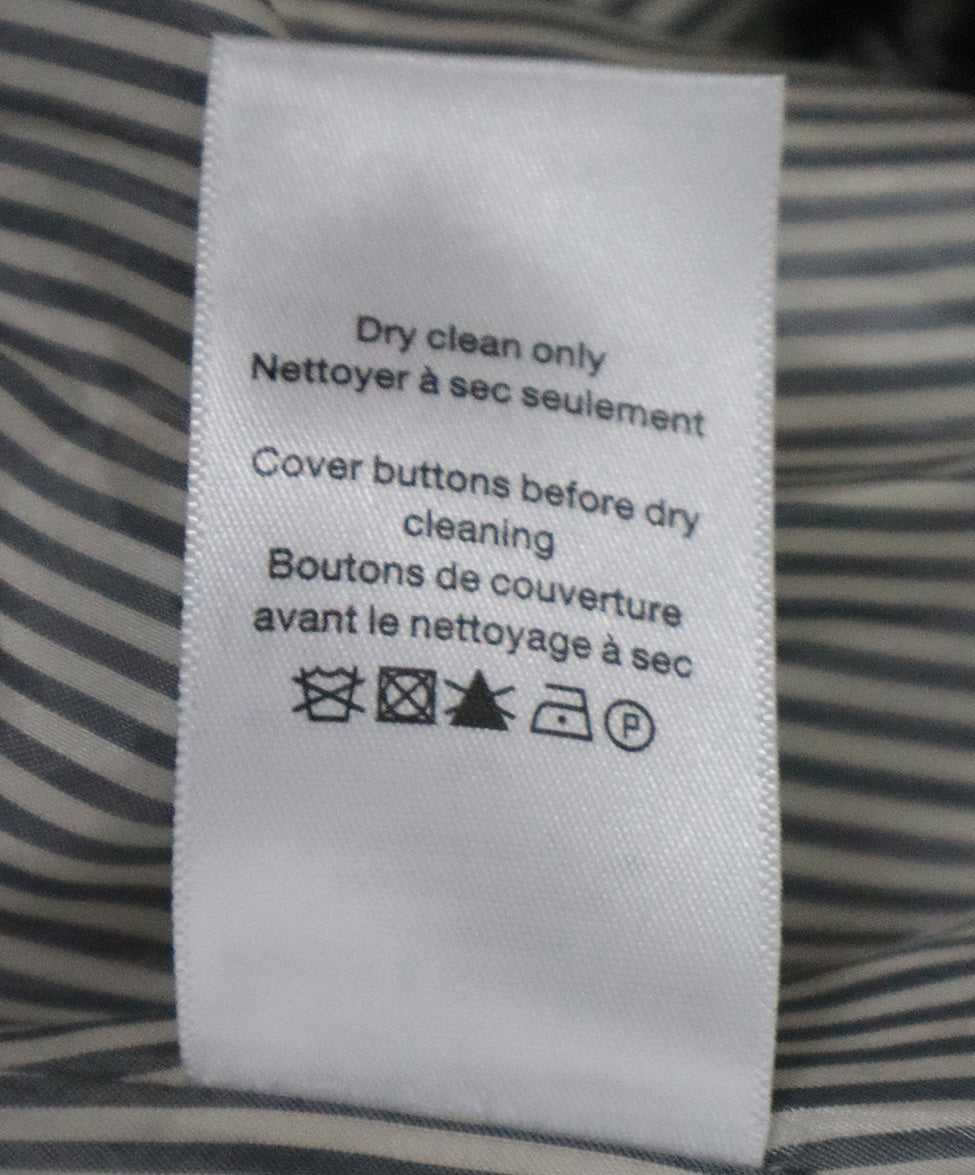 Dry clean only
Nettoyer à sec seulement
Cover buttons before dry
cleaning
Boutons de couverture
avant le nettoyage à sec
P